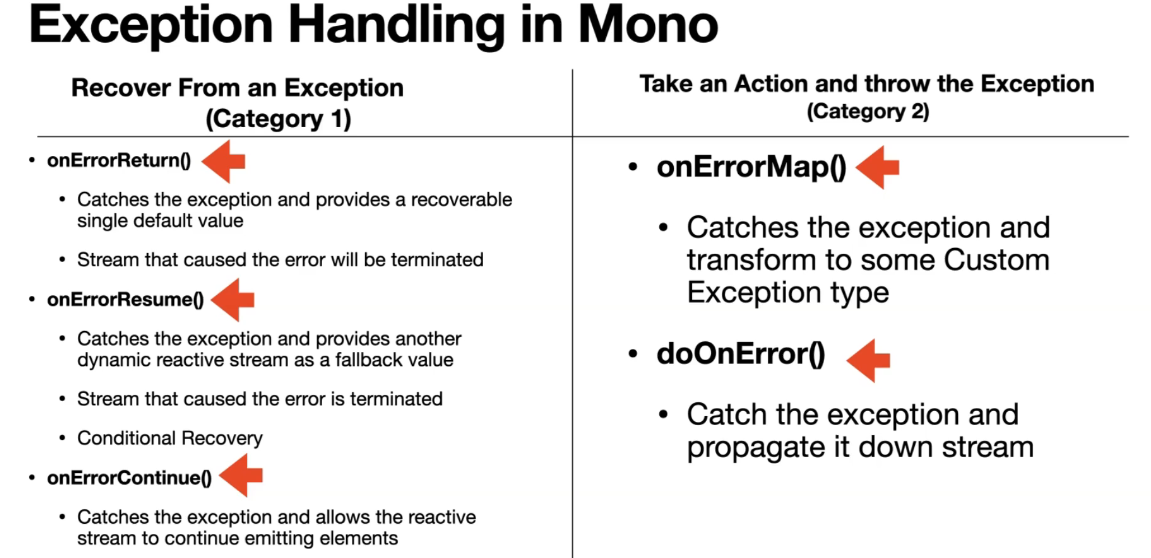 Exception Handling in Mono
Recover From an Exception
(Category 1)
• onErrorReturn()
• Catches the exception and provides a recoverable
single default value
• Stream that caused the error will be terminated
• onErrorResume()
• Catches the exception and provides another
dynamic reactive stream as a fallback value
• Stream that caused the error is terminated
• Conditional Recovery
• onErrorContinue()
• Catches the exception and allows the reactive
stream to continue emitting elements
Take an Action and throw the Exception
(Category 2)
• onErrorMap()
• Catches the exception and
transform to some Custom
Exception type
• doOnError()
• Catch the exception and
propagate it down stream